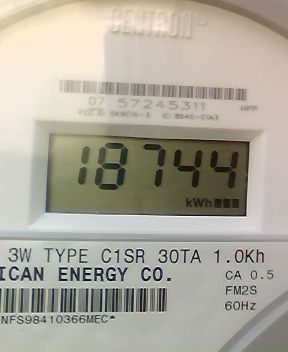 CENTRON®
07 57245311 NPP
18744
kWh
3W TYPE C1SR 30TA 1.0Kh
ICAN ENERGY CO. CA 0.5
FM2S
60Hz
NFS98410366MEC*